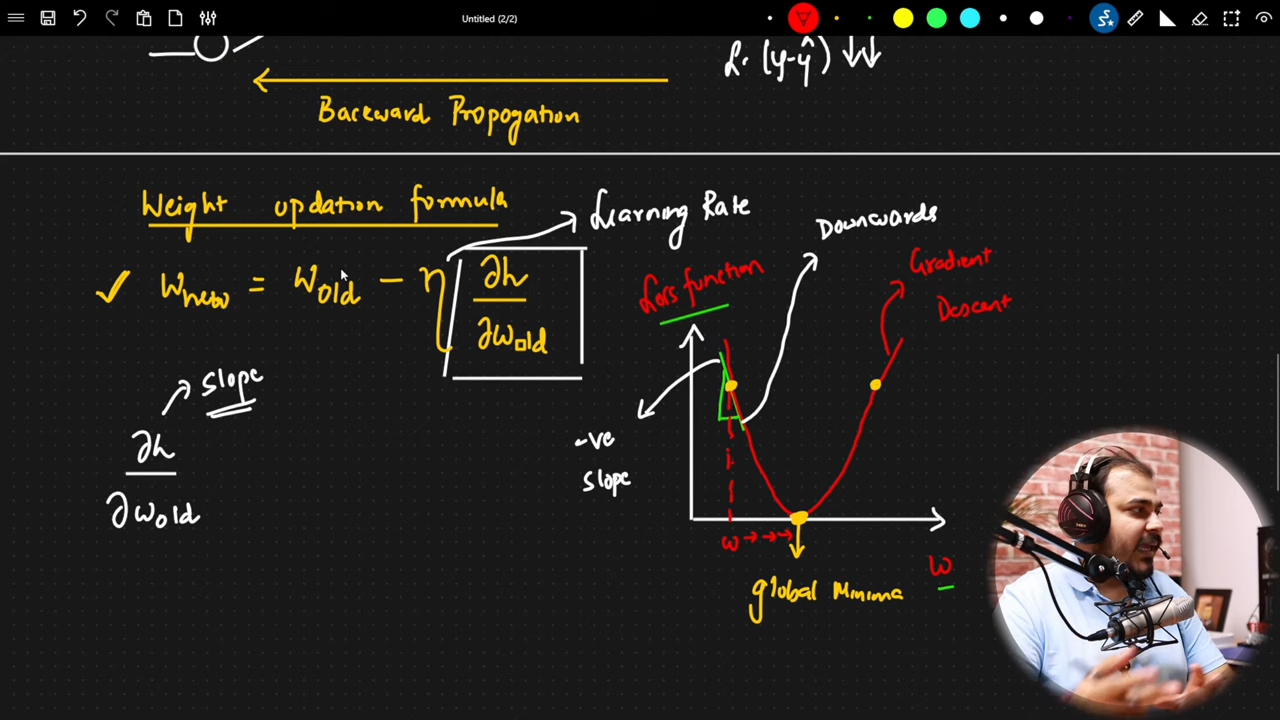 Untitled (2/2)
L. (y-ŷ) ↓↓
Backward Propogation
Weight updation formula
Learning Rate
Downwards
✓ Wnew = Wold - η ∂h/∂wold
Loss function
Gradient
Descent
slope
∂h/∂wold
-ve
slope
w→→→
w
global Minima